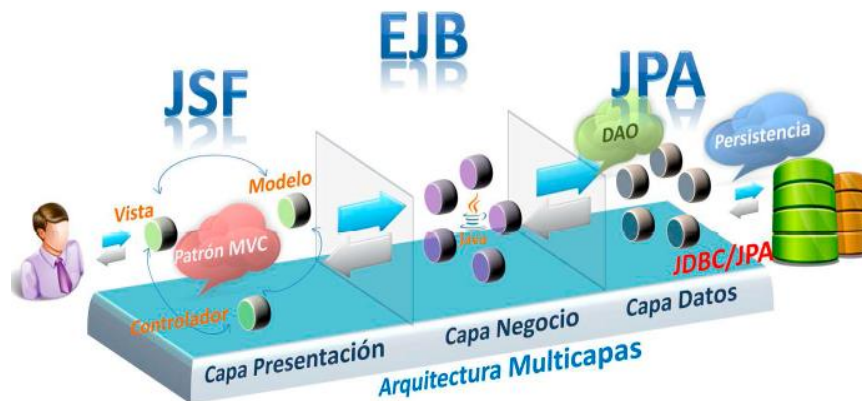 EJB
JSF
JPA
DAO
Persistencia
Modelo
Vista
Patrón MVC
Java
JDBC/JPA
Controlador
Capa Presentación
Capa Negocio
Capa Datos
Arquitectura Multicapas